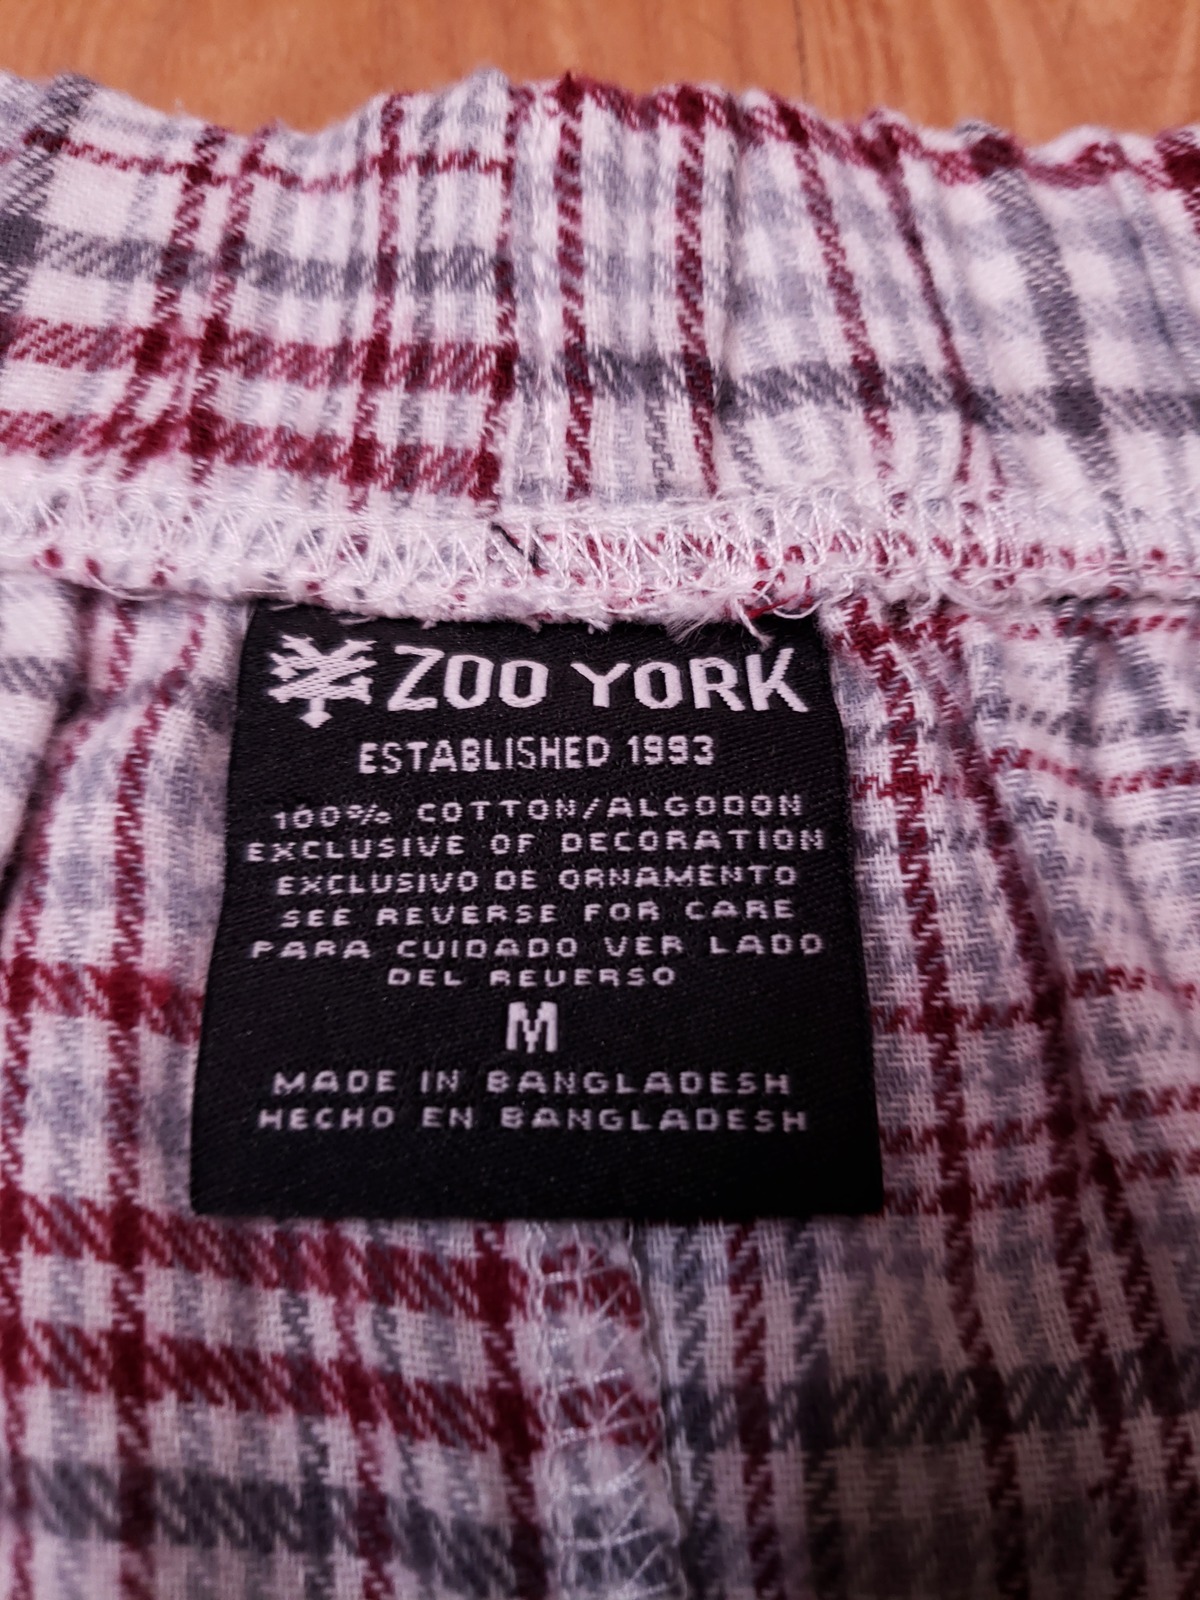 ZOO YORK
ESTABLISHED 1993
100% COTTON/ALGODON
EXCLUSIVE OF DECORATION
EXCLUSIVO DE ORNAMENTO
SEE REVERSE FOR CARE
PARA CUIDADO VER LADO
DEL REVERSO
M
MADE IN BANGLADESH
HECHO EN BANGLADESH